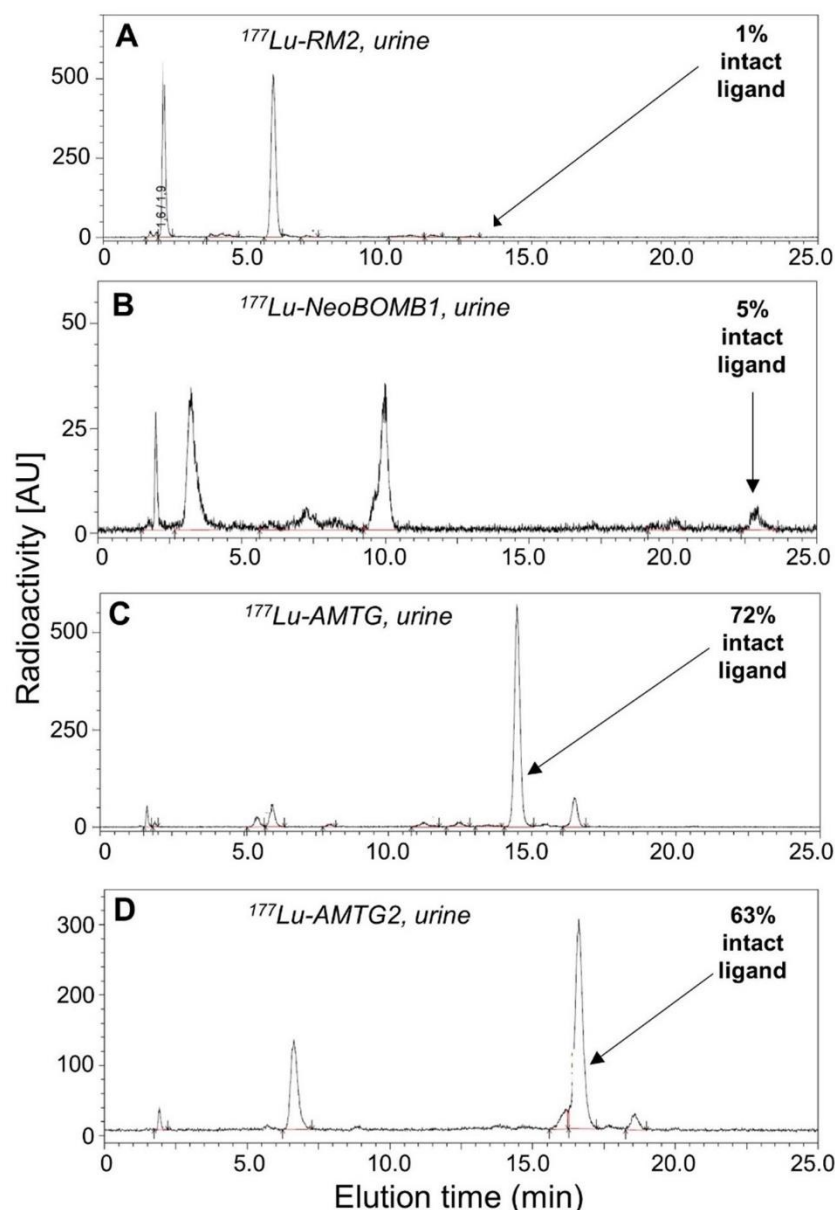 A
¹⁷⁷Lu-RM2, urine
1%
intact
ligand
500
250
0
1,6 / 1,9
0.0 5.0 10.0 15.0 20.0 25.0
B
¹⁷⁷Lu-NeoBOMB1, urine
5%
intact
ligand
50
25
0
0.0 5.0 10.0 15.0 20.0 25.0
Radioactivity [AU]
C
¹⁷⁷Lu-AMTG, urine
72%
intact
ligand
500
250
0
0.0 5.0 10.0 15.0 20.0 25.0
D
¹⁷⁷Lu-AMTG2, urine
63%
intact
ligand
300
200
100
0
0.0 5.0 10.0 15.0 20.0 25.0
Elution time (min)